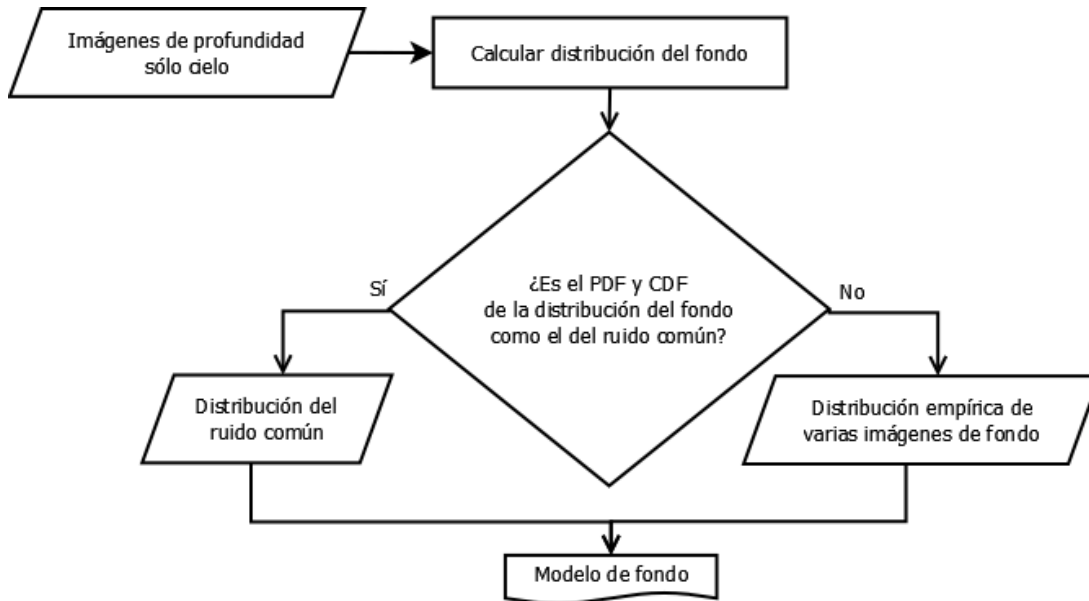 Imágenes de profundidad
sólo cielo
Calcular distribución del fondo
¿Es el PDF y CDF
de la distribución del fondo
como el del ruido común?
Sí
No
Distribución del
ruido común
Distribución empírica de
varias imágenes de fondo
Modelo de fondo